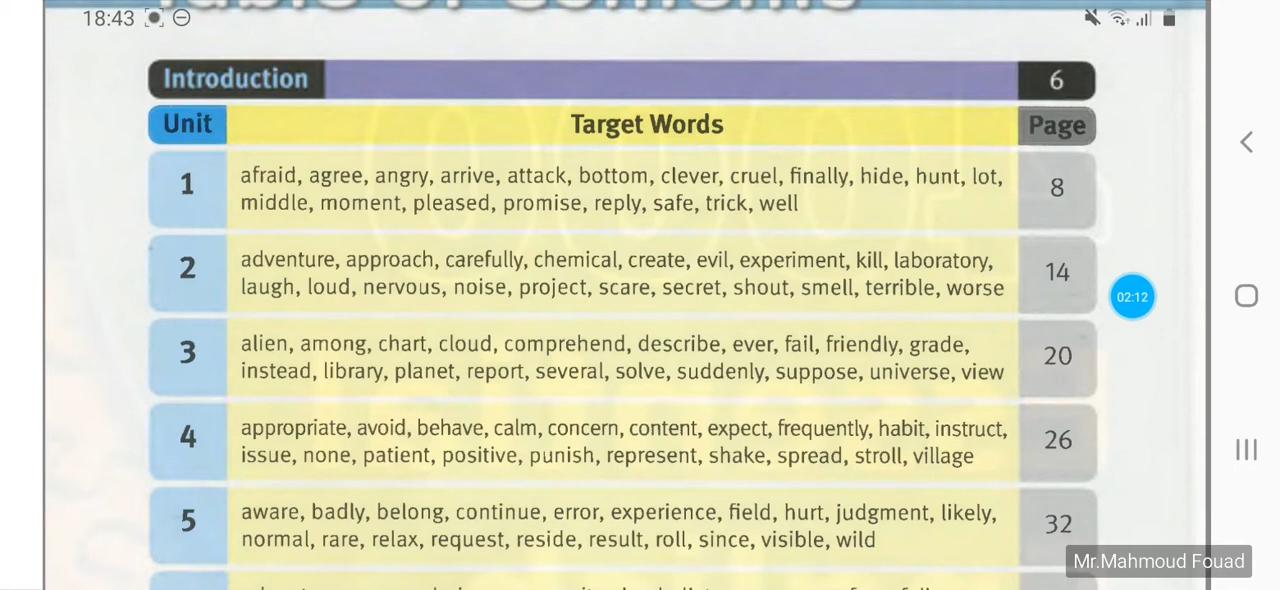 18:43
Introduction 6
Unit Target Words Page
1 afraid, agree, angry, arrive, attack, bottom, clever, cruel, finally, hide, hunt, lot, 8
middle, moment, pleased, promise, reply, safe, trick, well
2 adventure, approach, carefully, chemical, create, evil, experiment, kill, laboratory, 14
laugh, loud, nervous, noise, project, scare, secret, shout, smell, terrible, worse
02:12
3 alien, among, chart, cloud, comprehend, describe, ever, fail, friendly, grade, 20
instead, library, planet, report, several, solve, suddenly, suppose, universe, view
4 appropriate, avoid, behave, calm, concern, content, expect, frequently, habit, instruct, 26
issue, none, patient, positive, punish, represent, shake, spread, stroll, village
5 aware, badly, belong, continue, error, experience, field, hurt, judgment, likely, 32
normal, rare, relax, request, reside, result, roll, since, visible, wild
Mr.Mahmoud Fouad